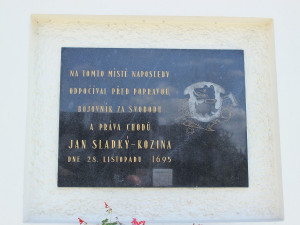 NA TOMTO MÍSTĚ NAPOSLEDY
ODPOČÍVAL PŘED POPRAVOU
BOJOVNÍK ZA SVOBODU
A PRÁVA CHODŮ
JAN SLADKÝ-KOZINA
DNE 28. LISTOPADU 1695